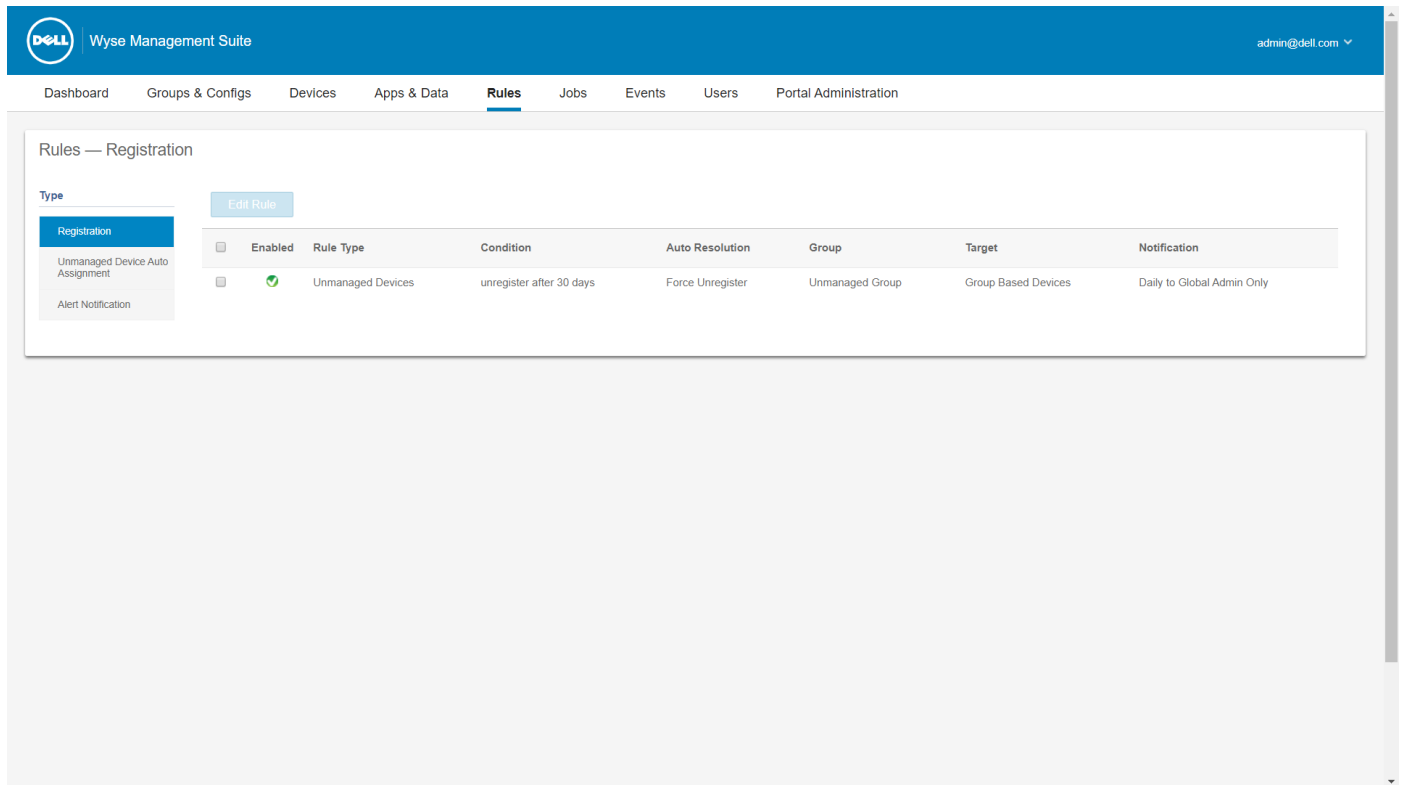 DELL Wyse Management Suite admin@dell.com
Dashboard Groups & Configs Devices Apps & Data Rules Jobs Events Users Portal Administration
Rules — Registration
Type
Registration
Unmanaged Device Auto
Assignment
Alert Notification
Edit Rule
Enabled Rule Type Condition Auto Resolution Group Target Notification
Unmanaged Devices unregister after 30 days Force Unregister Unmanaged Group Group Based Devices Daily to Global Admin Only